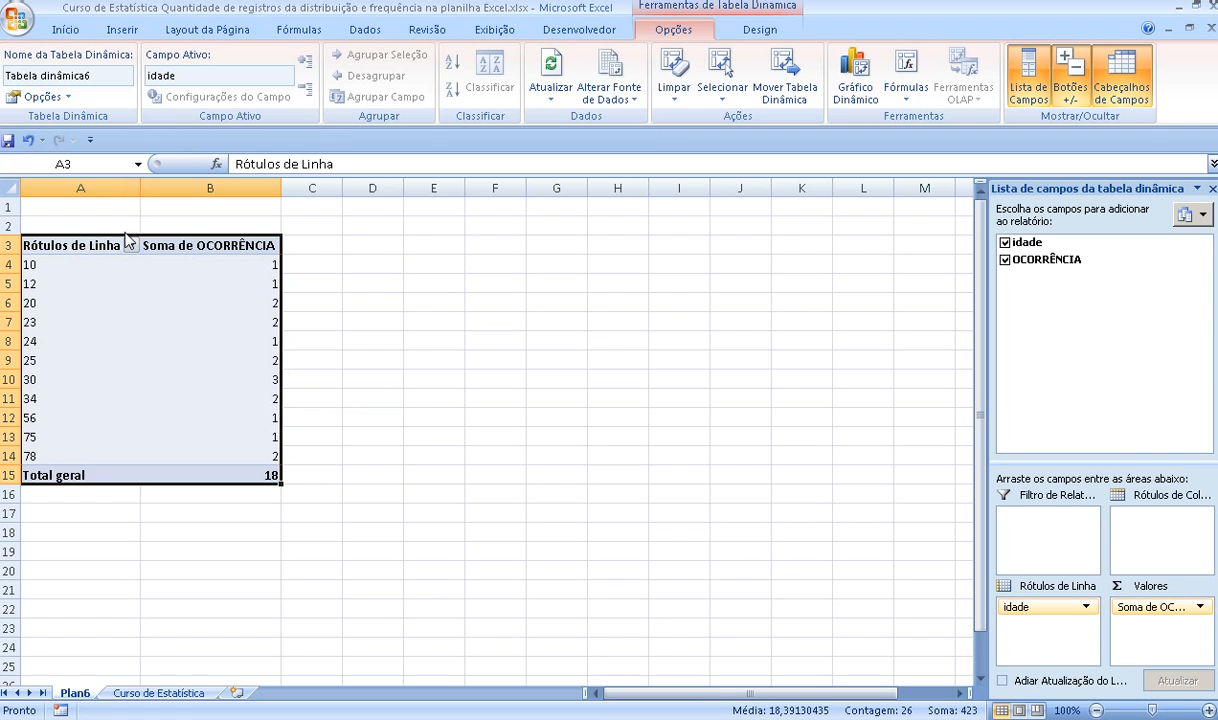 Curso de Estatística Quantidade de registros da distribuição e frequência na planilha Excel.xlsx - Microsoft Excel
Ferramentas de Tabela Dinâmica
Início Inserir Layout da Página Fórmulas Dados Revisão Exibição Desenvolvedor Opções Design
Nome da Tabela Dinâmica:
Tabela dinâmica6
Opções
Tabela Dinâmica
Campo Ativo:
idade
Configurações do Campo
Campo Ativo
Agrupar Seleção
Desagrupar
Agrupar Campo
Agrupar
Classificar
Classificar
Atualizar
Alterar Fonte
de Dados
Dados
Limpar
Selecionar
Mover Tabela
Dinâmica
Ações
Gráfico
Dinâmico
Fórmulas
Ferramentas
OLAP
Ferramentas
Lista de
Campos
Botões
+/-
Cabeçalhos
de Campos
Mostrar/Ocultar
A3 fx Rótulos de Linha
A B C D E F G H I J K L M
1
2
3 Rótulos de Linha Soma de OCORRÊNCIA
4 10 1
5 12 1
6 20 2
7 23 2
8 24 1
9 25 2
10 30 3
11 34 2
12 56 1
13 75 1
14 78 2
15 Total geral 18
16
17
18
19
20
21
22
23
24
25
Lista de campos da tabela dinâmica
Escolha os campos para adicionar
ao relatório:
idade
OCORRÊNCIA
Arraste os campos entre as áreas abaixo:
Filtro de Relat... Rótulos de Col...
Rótulos de Linha Σ Valores
idade Soma de OC...
Adiar Atualização do L... Atualizar
Plan6 Curso de Estatística
Pronto Média: 18,39130435 Contagem: 26 Soma: 423 100%